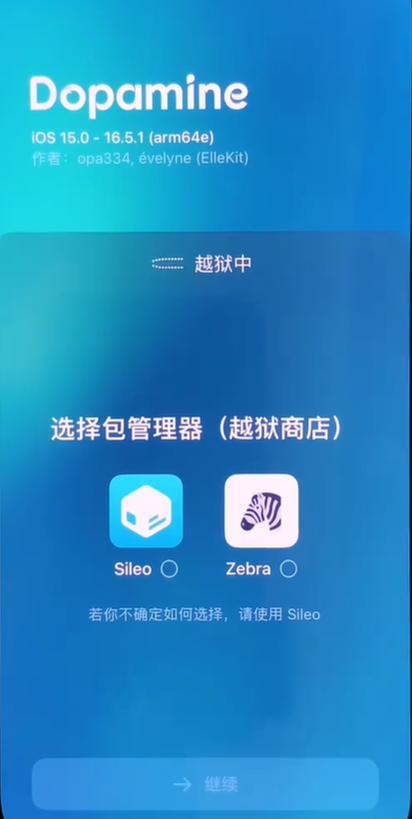 Dopamine
iOS 15.0 - 16.5.1 (arm64e)
作者：opa334, évelyne (ElleKit)
越狱中
选择包管理器（越狱商店）
Sileo
Zebra
若你不确定如何选择，请使用 Sileo
→ 继续